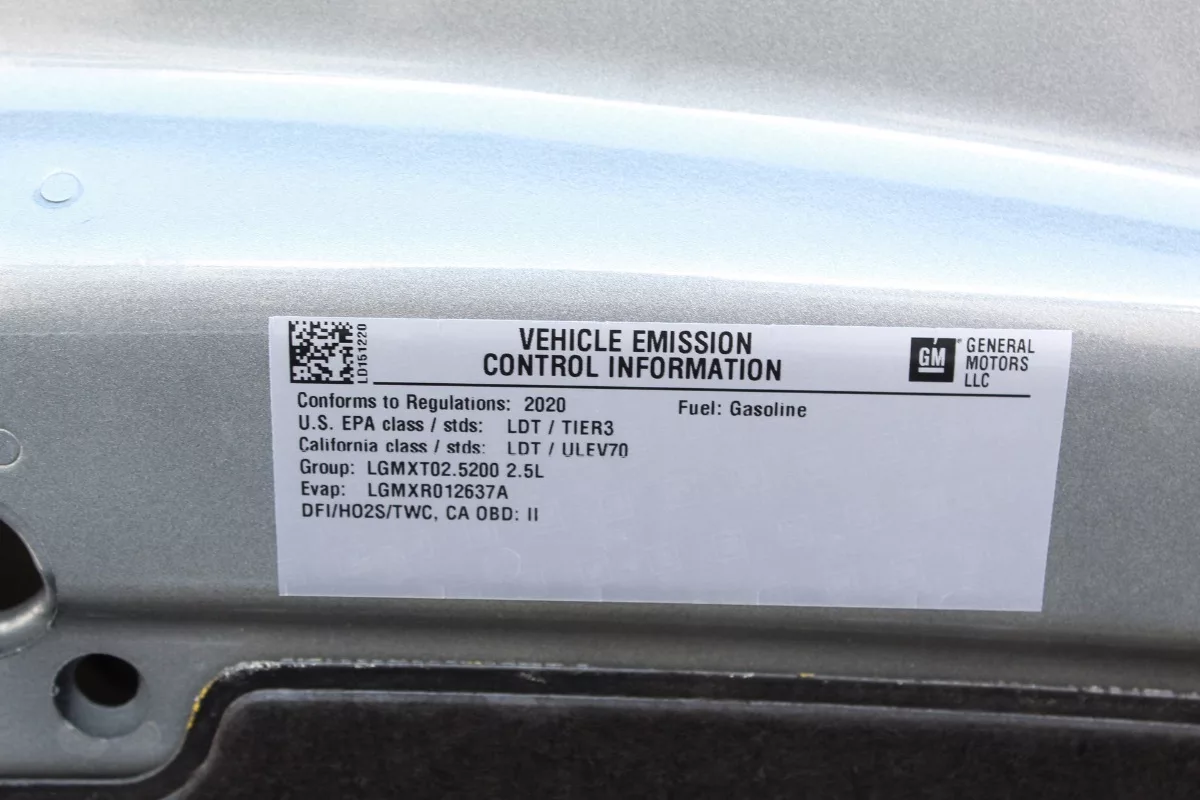 LD151220
VEHICLE EMISSION
CONTROL INFORMATION
GM
GENERAL
MOTORS
LLC
Conforms to Regulations: 2020 Fuel: Gasoline
U.S. EPA class / stds: LDT / TIER3
California class / stds: LDT / ULEV70
Group: LGMXT02.5200 2.5L
Evap: LGMXR012637A
DFI/HO2S/TWC, CA OBD: II